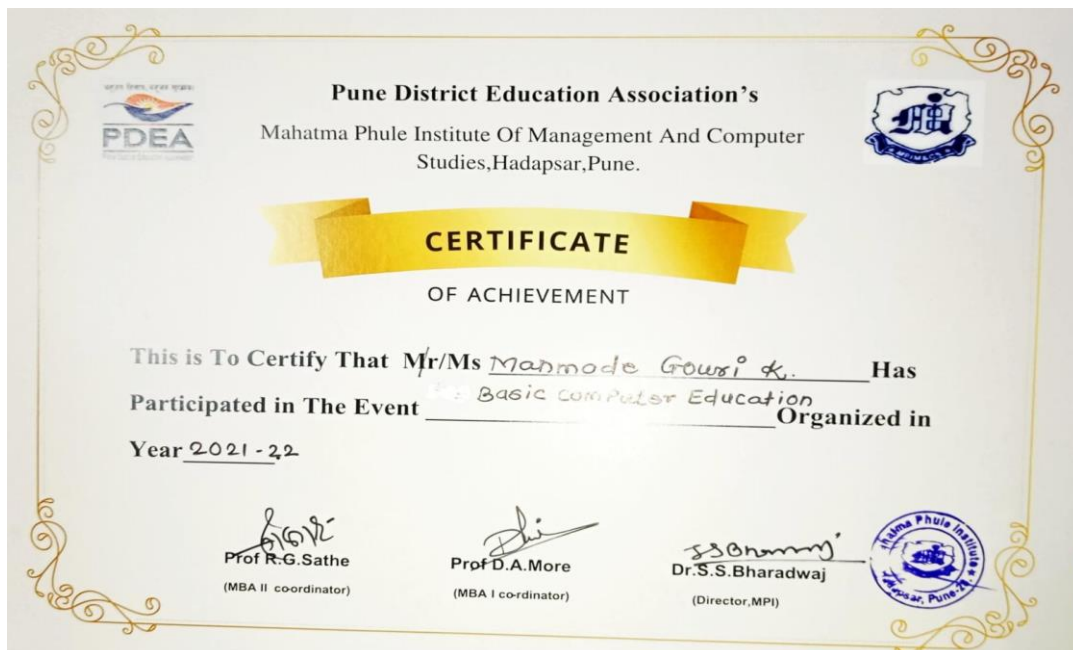 PDEA
Pune District Education Association's
Mahatma Phule Institute Of Management And Computer
Studies,Hadapsar,Pune.
MPIMACS
CERTIFICATE
OF ACHIEVEMENT
This is To Certify That Mr/Ms Manmode Gouri K. Has
Participated in The Event Basic Computer Education Organized in
Year 2021-22
Prof R.G.Sathe
(MBA II coordinator)
Prof D.A.More
(MBA I co-rdinator)
Dr.S.S.Bharadwaj
(Director,MPI)